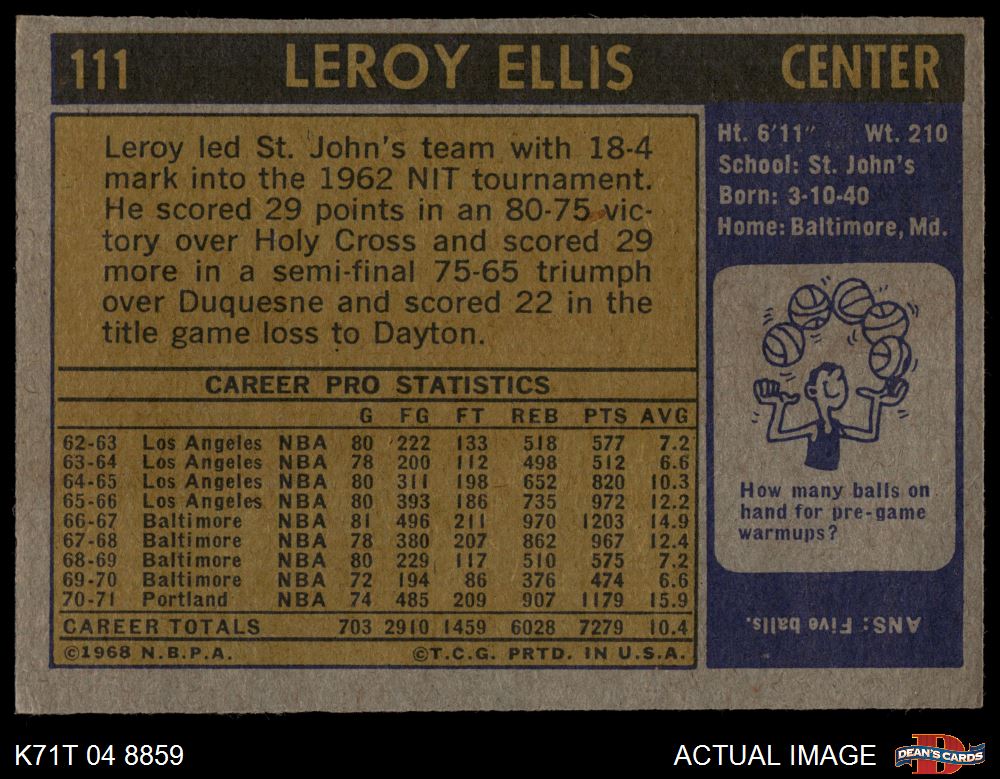 111 LEROY ELLIS CENTER
Leroy led St. John's team with 18-4
mark into the 1962 NIT tournament.
He scored 29 points in an 80-75 vic-
tory over Holy Cross and scored 29
more in a semi-final 75-65 triumph
over Duquesne and scored 22 in the
title game loss to Dayton.
Ht. 6'11" Wt. 210
School: St. John's
Born: 3-10-40
Home: Baltimore, Md.
How many balls on
hand for pre-game
warmups?
ANS: Five balls.
CAREER PRO STATISTICS
G FG FT REB PTS AVG
62-63 Los Angeles NBA 80 222 133 518 577 7.2
63-64 Los Angeles NBA 78 200 112 498 512 6.6
64-65 Los Angeles NBA 80 311 198 652 820 10.3
65-66 Los Angeles NBA 80 393 186 735 972 12.2
66-67 Baltimore NBA 81 496 211 970 1203 14.9
67-68 Baltimore NBA 78 380 207 862 967 12.4
68-69 Baltimore NBA 80 229 117 510 575 7.2
69-70 Baltimore NBA 72 194 86 376 474 6.6
70-71 Portland NBA 74 485 209 907 1179 15.9
CAREER TOTALS 703 2910 1459 6028 7279 10.4
©1968 N.B.P.A. ©T.C.G. PRTD. IN U.S.A.
K71T 04 8859 ACTUAL IMAGE D DEAN'S CARDS